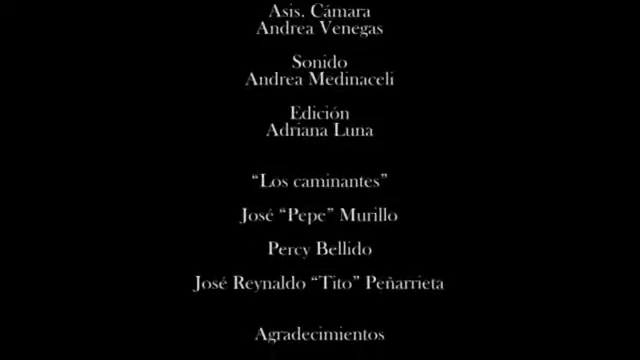 Asis. Cámara
Andrea Venegas
Sonido
Andrea Medinaceli
Edición
Adriana Luna
“Los caminantes”
José “Pepe” Murillo
Percy Bellido
José Reynaldo “Tito” Peñarrieta
Agradecimientos